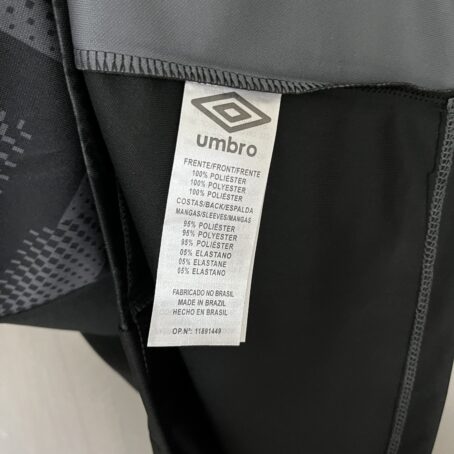 umbro
FRENTE/FRONT/FRENTE
100% POLIÉSTER
100% POLYESTER
100% POLIÉSTER
COSTAS/BACK/ESPALDA
MANGAS/SLEEVES/MANGAS
95% POLIÉSTER
95% POLYESTER
95% POLIÉSTER
05% ELASTANO
05% ELASTANE
05% ELASTANO
FABRICADO NO BRASIL
MADE IN BRAZIL
HECHO EN BRASIL
OP.Nº: 11891449